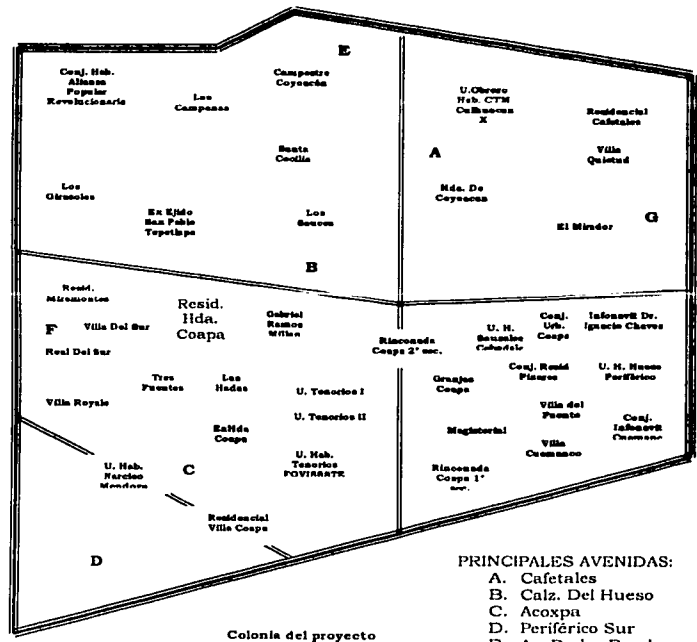 E
Conj. Hab.
Alianza
Popular
Revolucionaria
Las
Campanas
Campestre
Coyoacán
U.Obrero
Hab. CTM
Culhuacan
X
Residencial
Cafetales
Santa
Cecilia
A
Villa
Quietud
Los
Girasoles
Ex Ejido
San Pablo
Tepetlapa
Los
Sauces
Hda. De
Coyoacan
G
El Mirador
B
Resid.
Miramontes
F
Villa Del Sur
Real Del Sur
Resid.
Hda.
Coapa
Gabriel
Ramos
Millan
Rinconada
Coapa 2ª sec.
U. H.
Sauzales
Conj.
Urb.
Coapa
Infonavit Dr.
Ignacio Chavez
Tres
Fuentes
Las
Hadas
U. Tenorios I
Granjas
Coapa
Conj. Resid
Pinares
U. H. Hueso
Periférico
Villa Royale
U. Tenorios II
Villa del
Puente
ExHda
Coapa
Magisterial
Conj.
Infonavit
Cuemanco
Villa
Cuemanco
U. Hab.
Narciso
Mendoza
C
U. Hab.
Tenorios
FOVISSSTE
Rinconada
Coapa 1ª
sec.
Residencial
Villa Coapa
D
PRINCIPALES AVENIDAS:
A. Cafetales
B. Calz. Del Hueso
C. Acoxpa
D. Periférico Sur
Colonia del proyecto